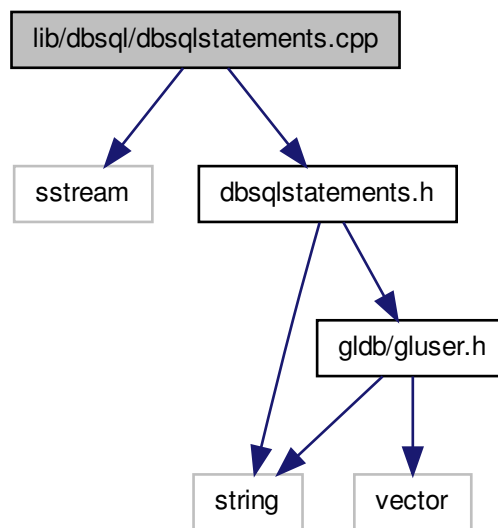 lib/dbsql/dbsqlstatements.cpp
sstream
dbsqlstatements.h
gldb/gluser.h
string
vector